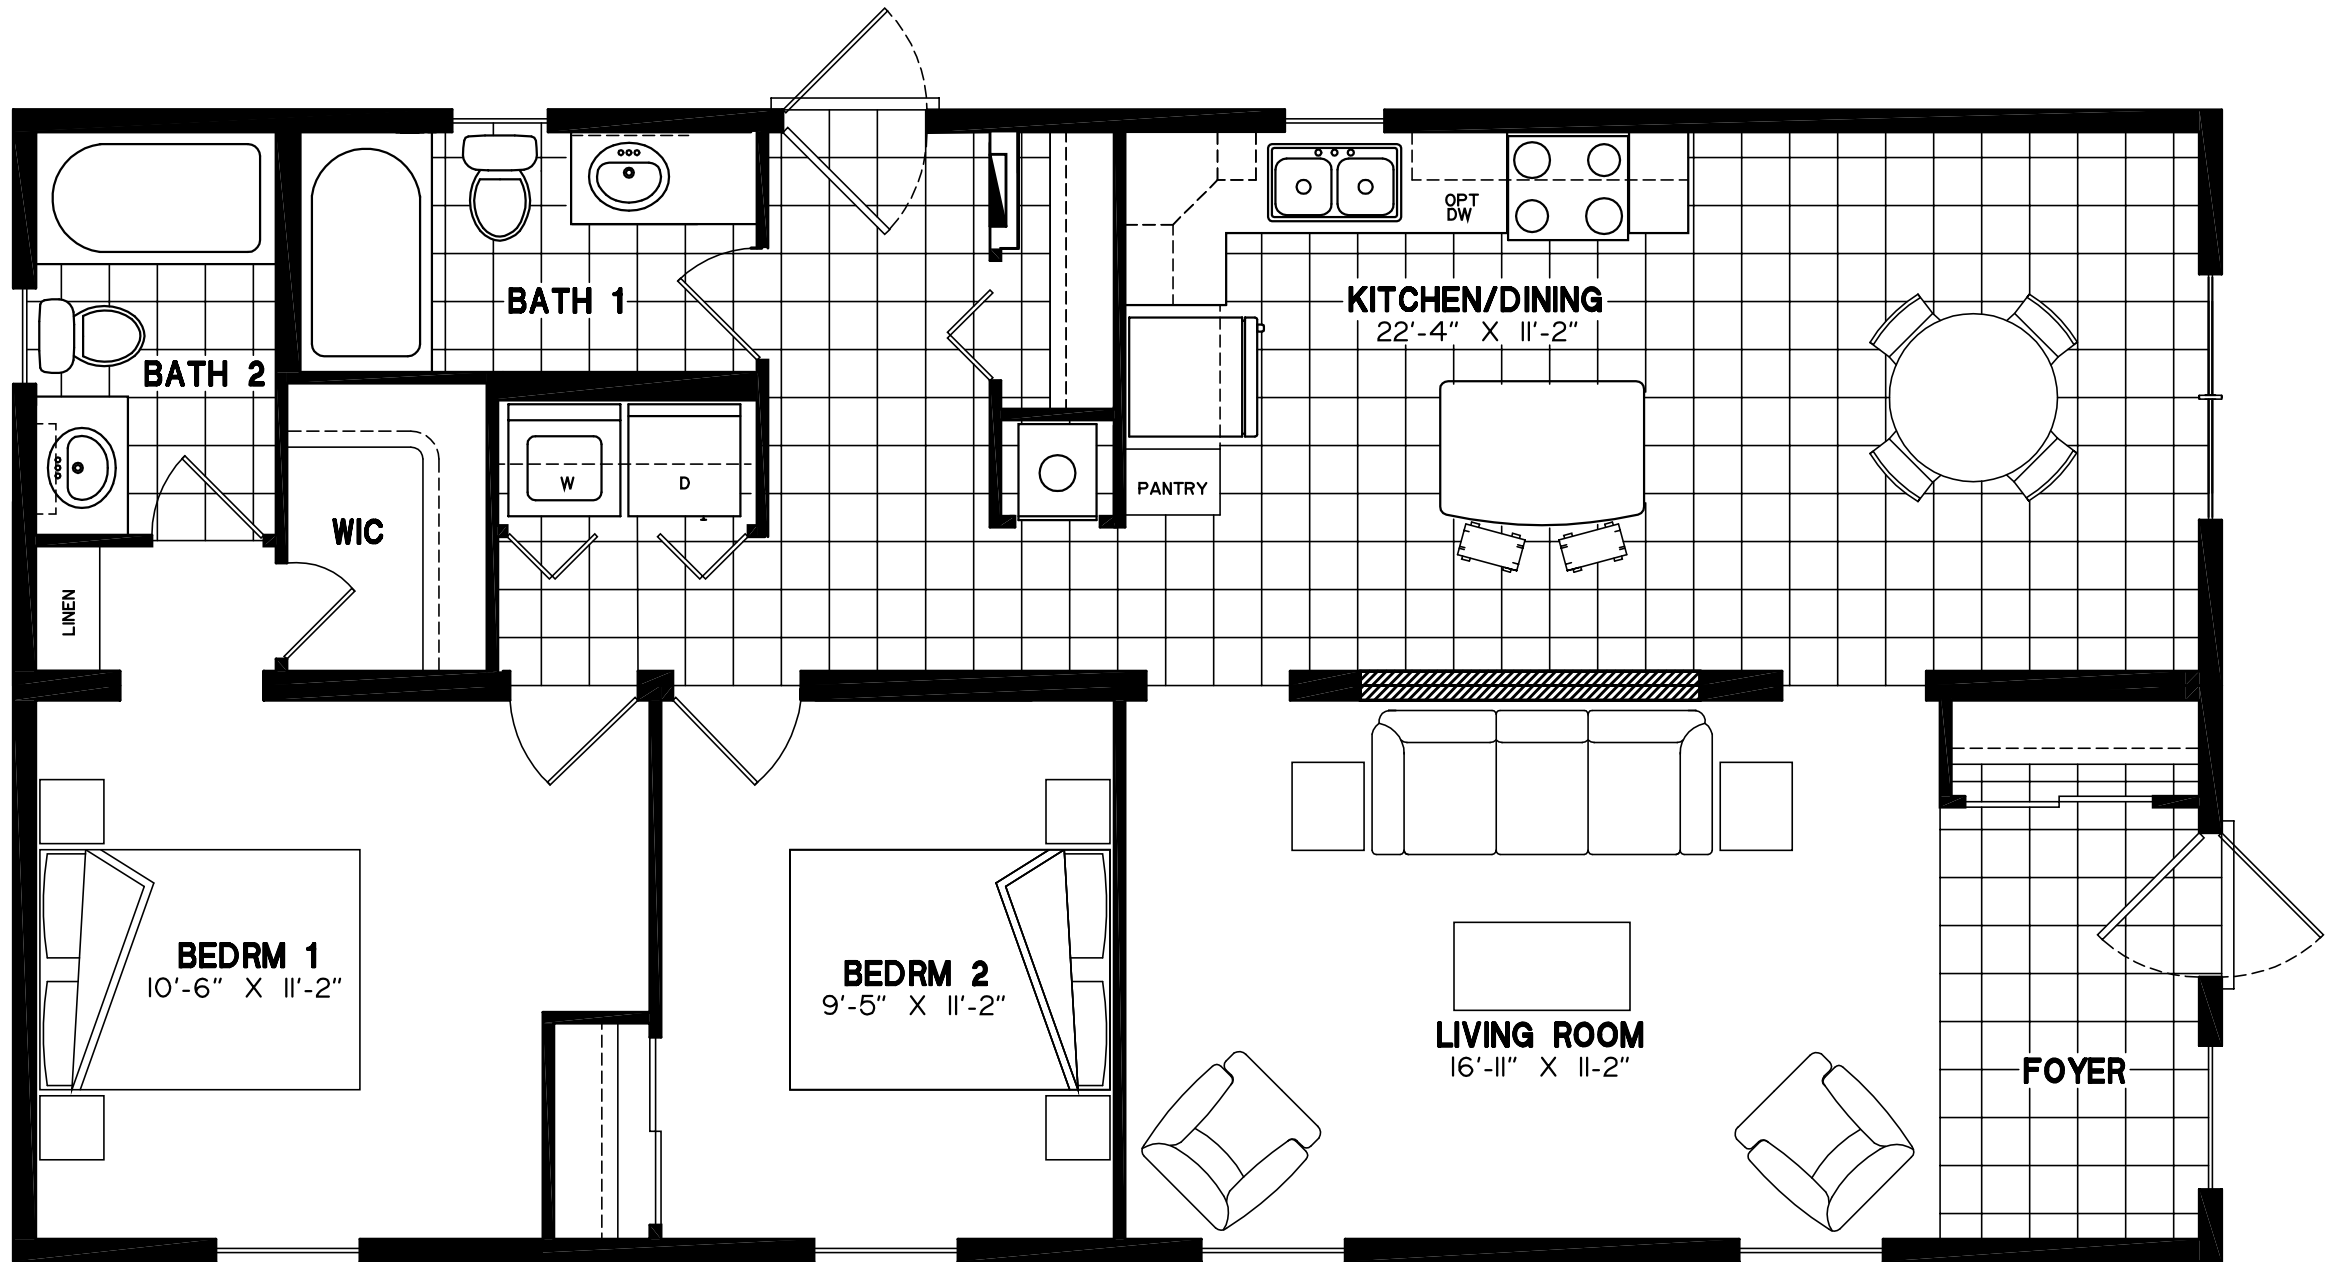 OPT
DW
BATH 1
KITCHEN/DINING
22'-4" X 11'-2"
BATH 2
W
D
PANTRY
WIC
LINEN
BEDRM 1
10'-6" X 11'-2"
BEDRM 2
9'-5" X 11'-2"
LIVING ROOM
16'-11" X 11-2"
FOYER